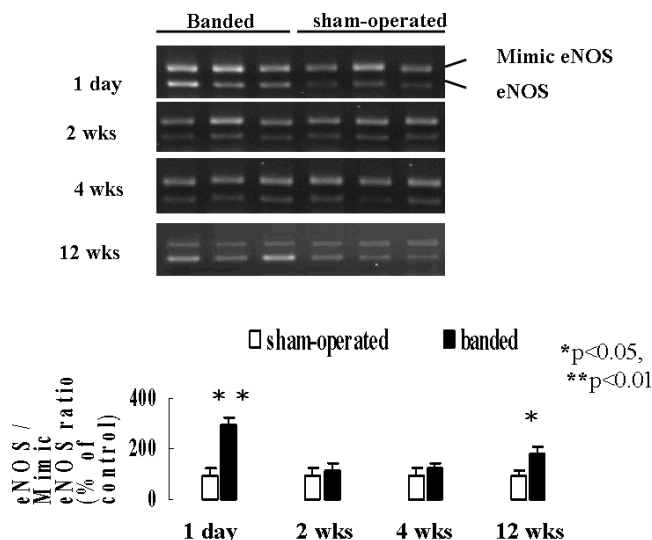 Banded sham-operated
Mimic eNOS
eNOS
1 day
2 wks
4 wks
12 wks
sham-operated banded
*p<0.05,
**p<0.01
eNOS /
Mimic
eNOS ratio
(% of
control)
400
200
0
* *
*
1 day 2 wks 4 wks 12 wks